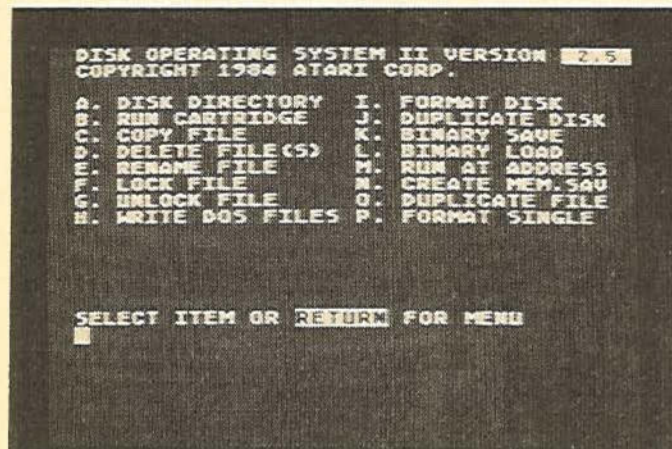 DISK OPERATING SYSTEM II VERSION 2.5
COPYRIGHT 1984 ATARI CORP.
A. DISK DIRECTORY I. FORMAT DISK
B. RUN CARTRIDGE J. DUPLICATE DISK
C. COPY FILE K. BINARY SAVE
D. DELETE FILE(S) L. BINARY LOAD
E. RENAME FILE M. RUN AT ADDRESS
F. LOCK FILE N. CREATE MEM.SAV
G. UNLOCK FILE O. DUPLICATE FILE
H. WRITE DOS FILES P. FORMAT SINGLE
SELECT ITEM OR RETURN FOR MENU